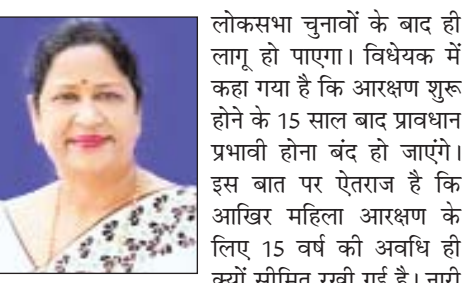 लोकसभा चुनावों के बाद ही
लागू हो पाएगा। विधेयक में
कहा गया है कि आरक्षण शुरू
होने के 15 साल बाद प्रावधान
प्रभावी होना बंद हो जाएंगे।
इस बात पर ऐतराज है कि
आखिर महिला आरक्षण के
लिए 15 वर्ष की अवधि ही
क्यों सीमित रखी गई है। नारी